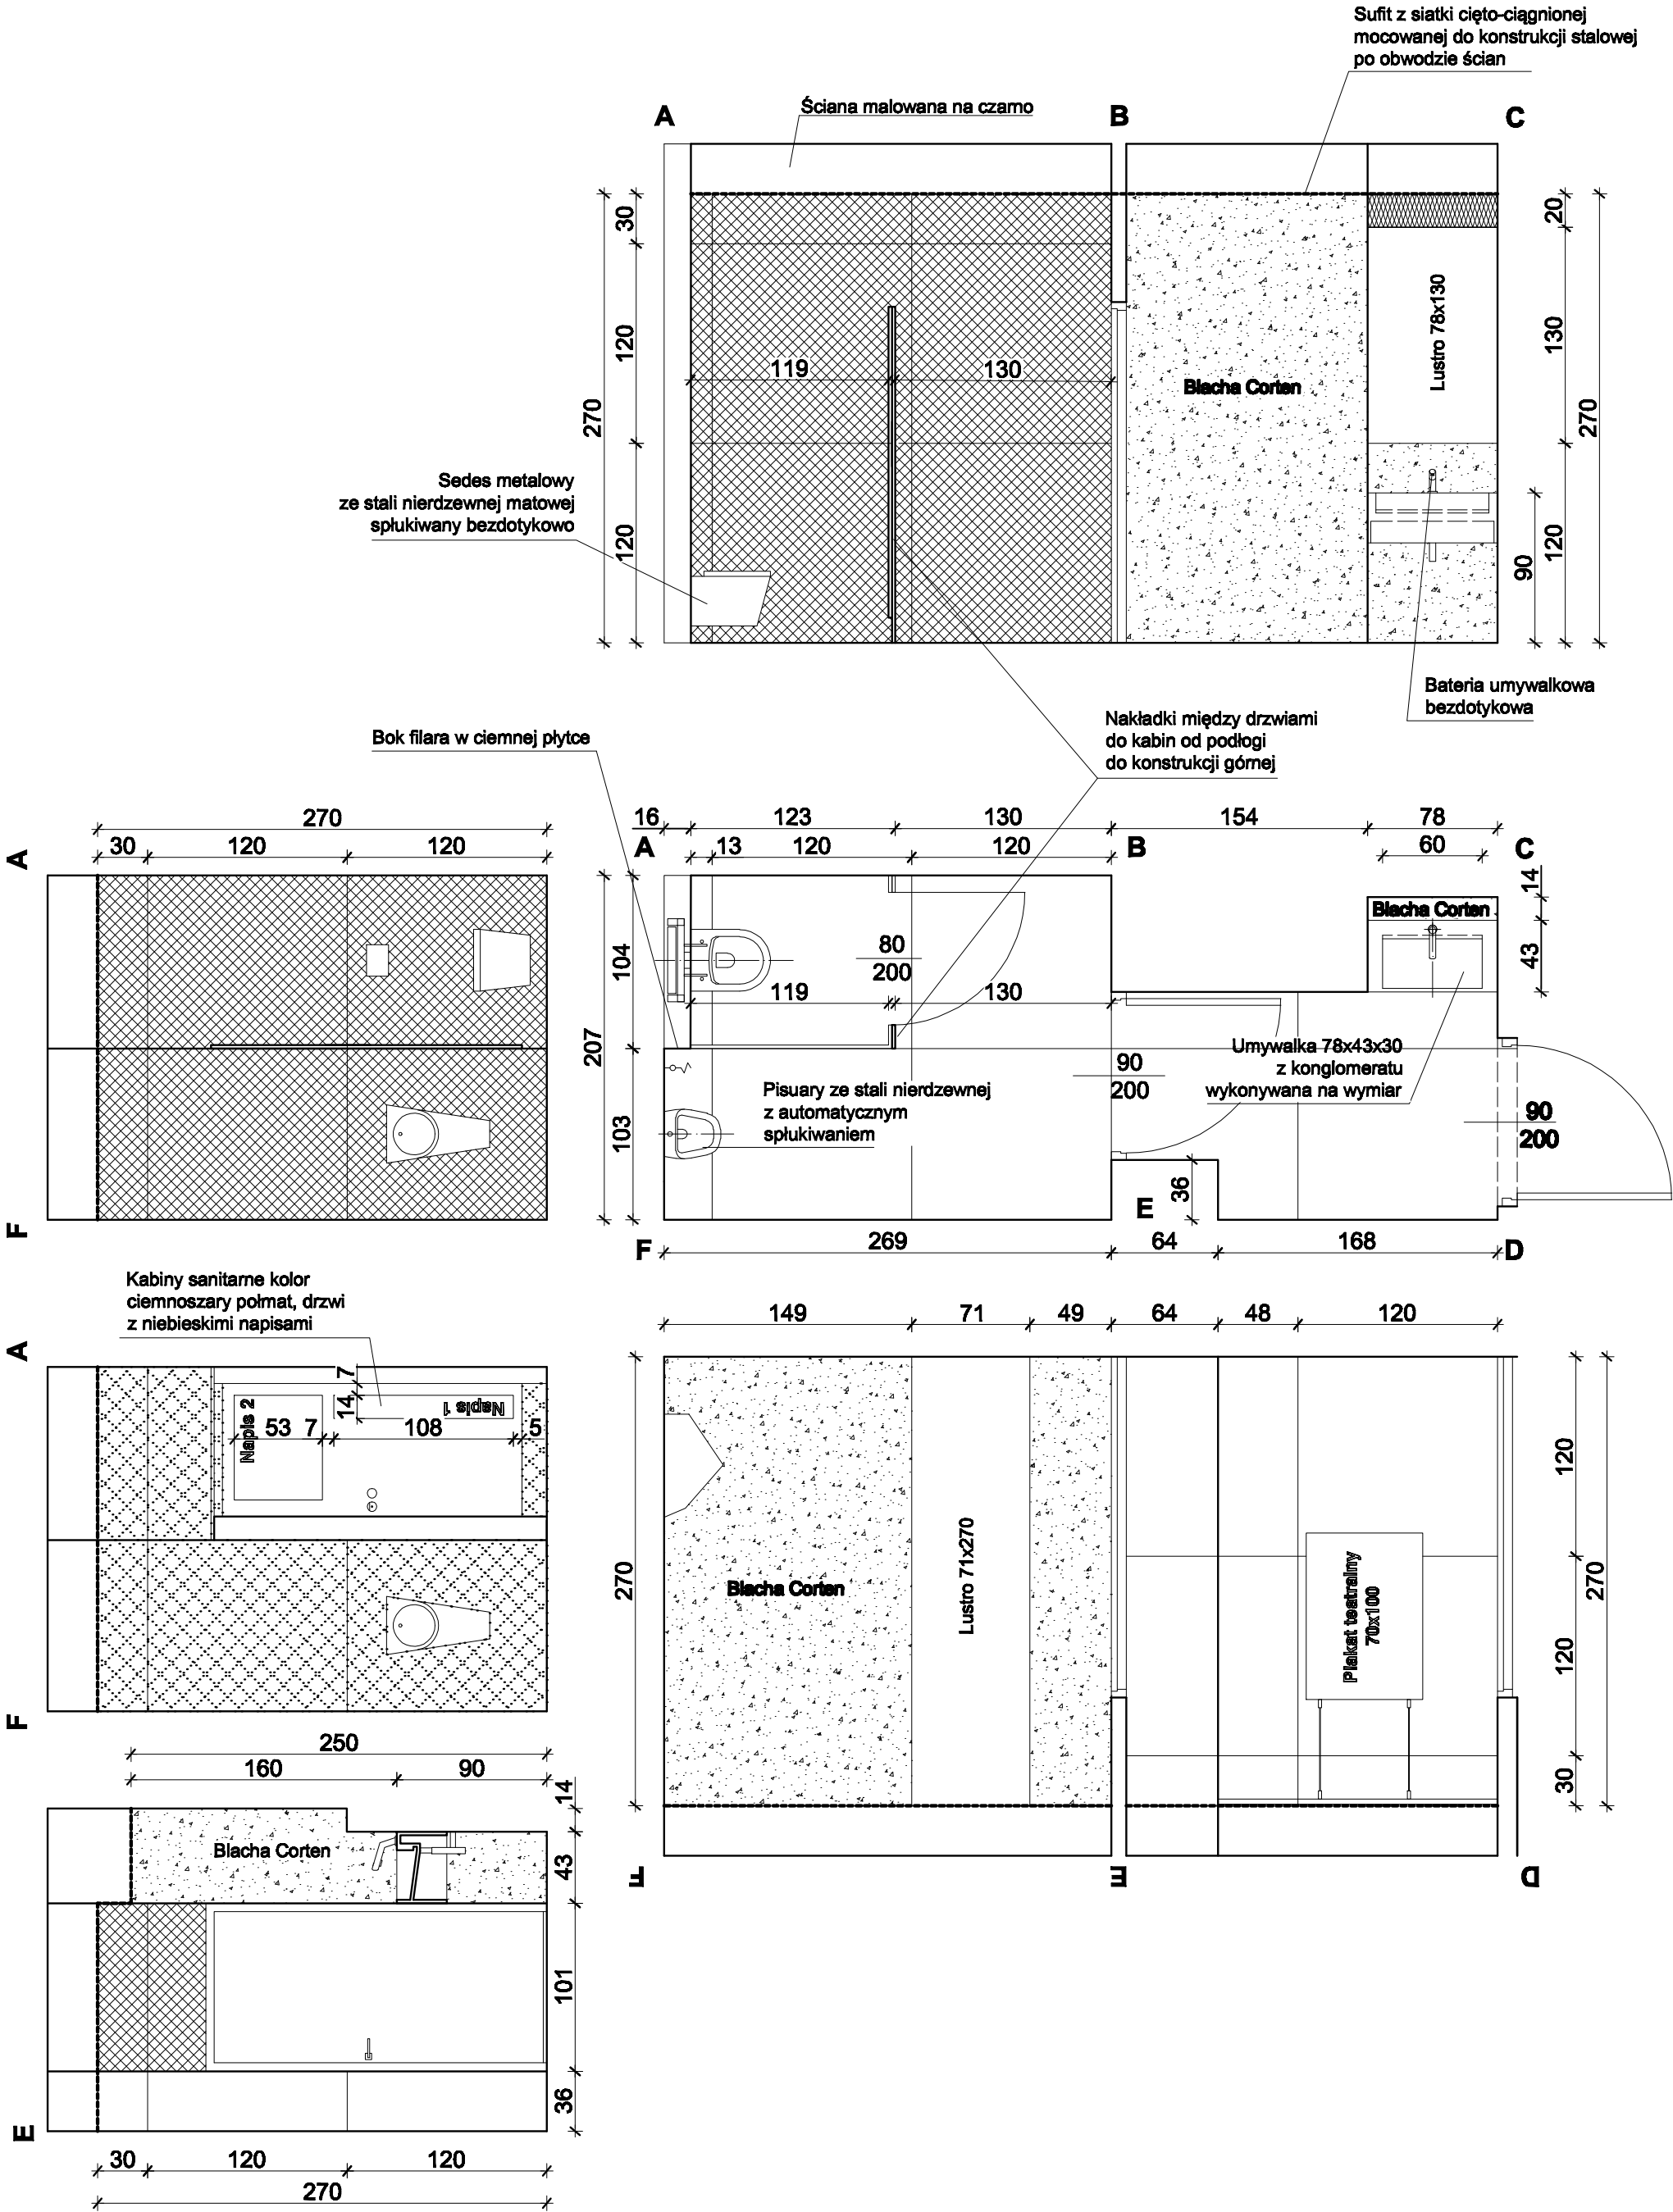 Sufit z siatki cięto-ciągnionej
mocowanej do konstrukcji stalowej
po obwodzie ścian
Ściana malowana na czarno
A
B
C
30
120
120
270
119
130
Blacha Corten
Lustro 78x130
20
130
120
90
270
Sedes metalowy
ze stali nierdzewnej matowej
spłukiwany bezdotykowo
Bateria umywalkowa
bezdotykowa
Nakładki między drzwiami
do kabin od podłogi
do konstrukcji górnej
Bok filara w ciemnej płytce
270
30
120
120
A
F
16
123
130
154
78
A
13
120
120
B
60
C
14
43
Blacha Corten
104
207
103
80
200
119
130
90
200
Umywalka 78x43x30
z konglomeratu
wykonywana na wymiar
Pisuary ze stali nierdzewnej
z automatycznym
spłukiwaniem
90
200
36
E
F
269
64
168
D
Kabiny sanitarne kolor
ciemnoszary półmat, drzwi
z niebieskimi napisami
A
F
7
14
Napis 1
Napis 2
53
7
108
5
149
71
49
64
48
120
270
Blacha Corten
Lustro 71x270
Plakat teatralny
70x100
120
120
30
270
F
E
D
250
160
90
14
43
101
36
Blacha Corten
E
30
120
120
270